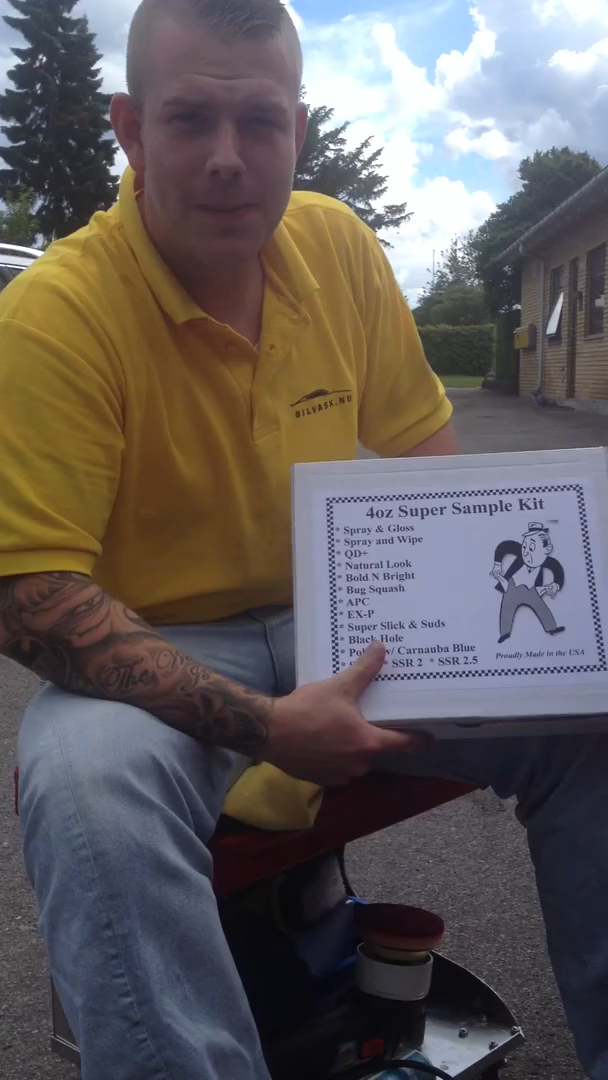 BILVASK.NU
4oz Super Sample Kit
* Spray & Gloss
* Spray and Wipe
* QD+
* Natural Look
* Bold N Bright
* Bug Squash
* APC
* EX-P
* Super Slick & Suds
* Black Hole
* w/ Carnauba Blue
* SSR 2 * SSR 2.5
Proudly Made in the USA
The